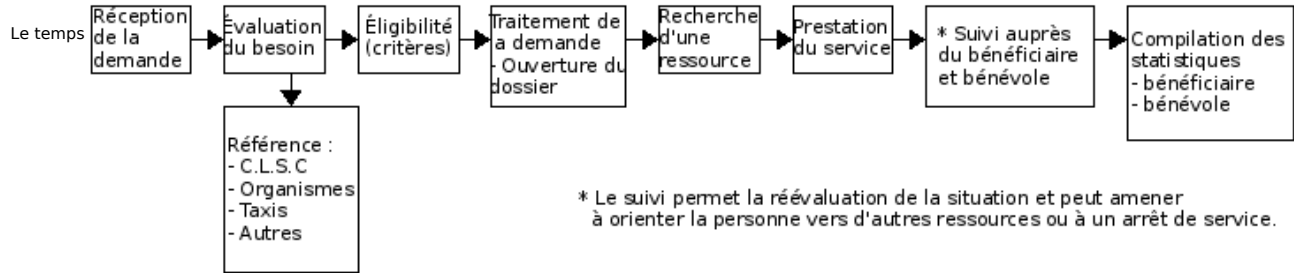 Le temps
Réception
de la
demande
Évaluation
du besoin
Éligibilité
(critères)
Traitement de
la demande
- Ouverture du
dossier
Recherche
d'une
ressource
Prestation
du service
* Suivi auprès
du bénéficiaire
et bénévole
Compilation des
statistiques
- bénéficiaire
- bénévole
Référence :
- C.L.S.C
- Organismes
- Taxis
- Autres
* Le suivi permet la réévaluation de la situation et peut amener
à orienter la personne vers d'autres ressources ou à un arrêt de service.